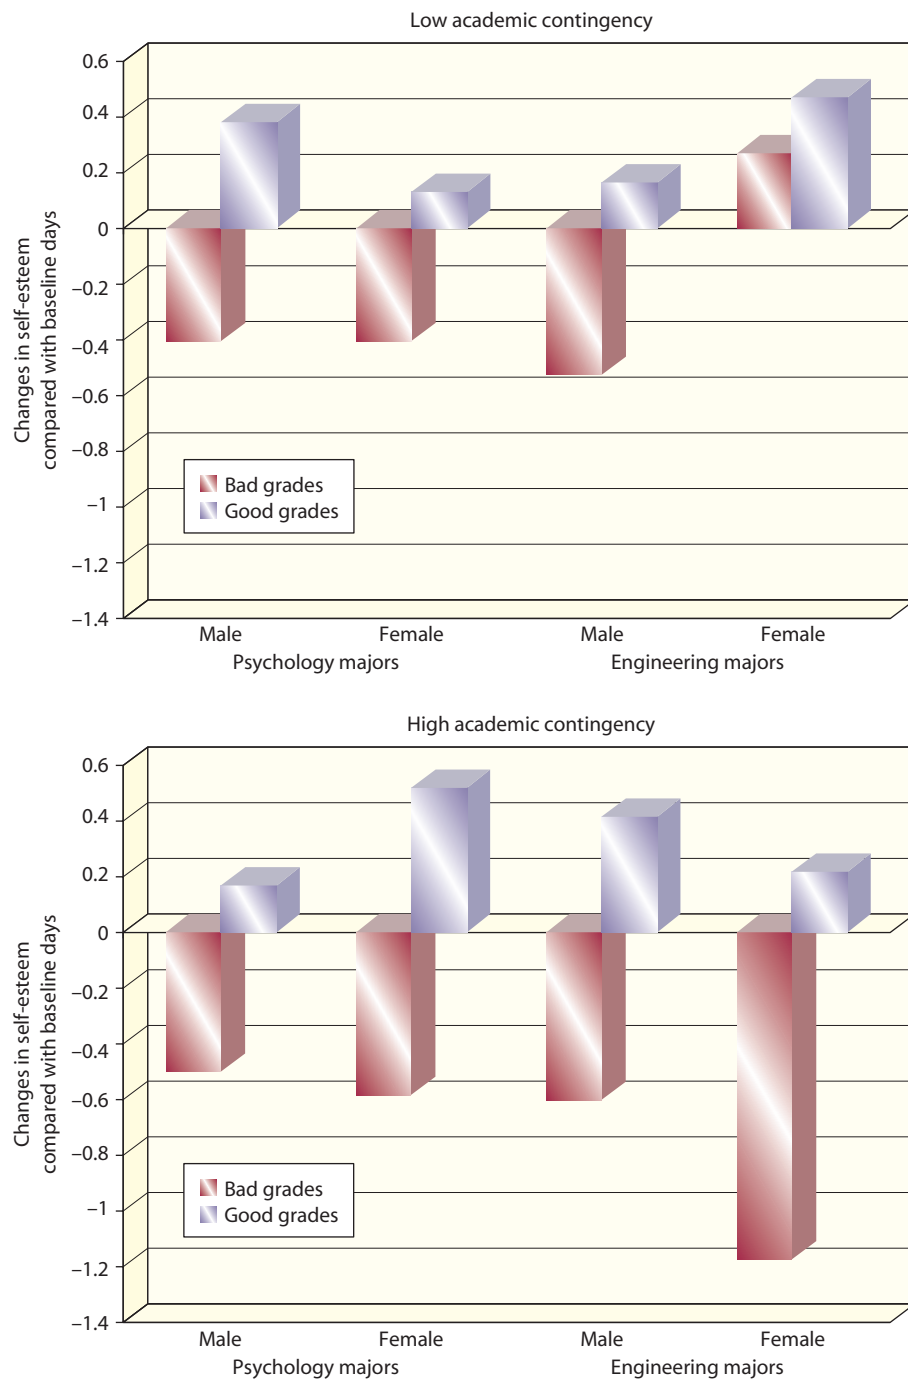 Low academic contingency
0.6
0.4
0.2
0
–0.2
–0.4
–0.6
–0.8
–1
–1.2
–1.4
Changes in self-esteem
compared with baseline days
Bad grades
Good grades
Male Female Male Female
Psychology majors Engineering majors
High academic contingency
0.6
0.4
0.2
0
–0.2
–0.4
–0.6
–0.8
–1
–1.2
–1.4
Changes in self-esteem
compared with baseline days
Bad grades
Good grades
Male Female Male Female
Psychology majors Engineering majors